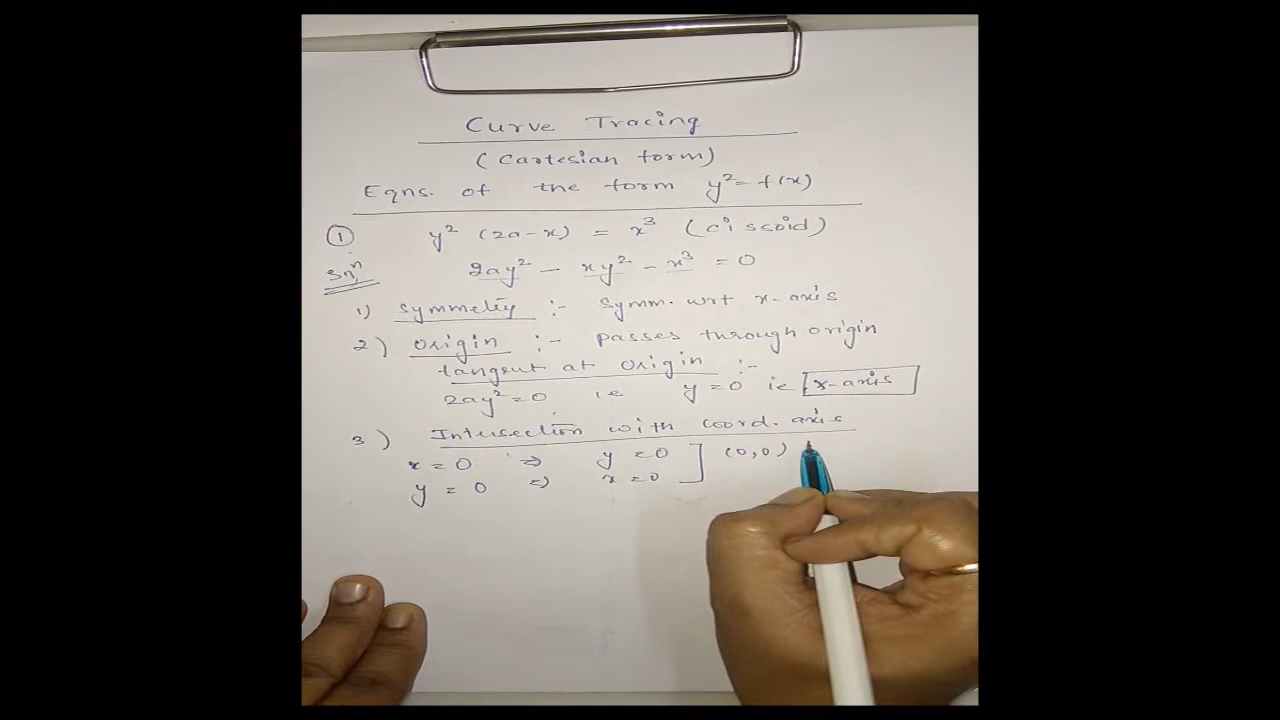 Curve Tracing
(Cartesian form)
Eqns. of the form y² = f(x)
① y² (2a-x) = x³ (cissoid)
Soln 2ay² - xy² - x³ = 0
1) Symmetry :- Symm. wrt x-axis
2) Origin :- Passes through origin
tangent at origin :-
2ay² = 0 ie y = 0 ie x-axis
3) Intersection with coord. axis
x = 0 ⇒ y = 0 ] (0,0)
y = 0 ⇒ x = 0